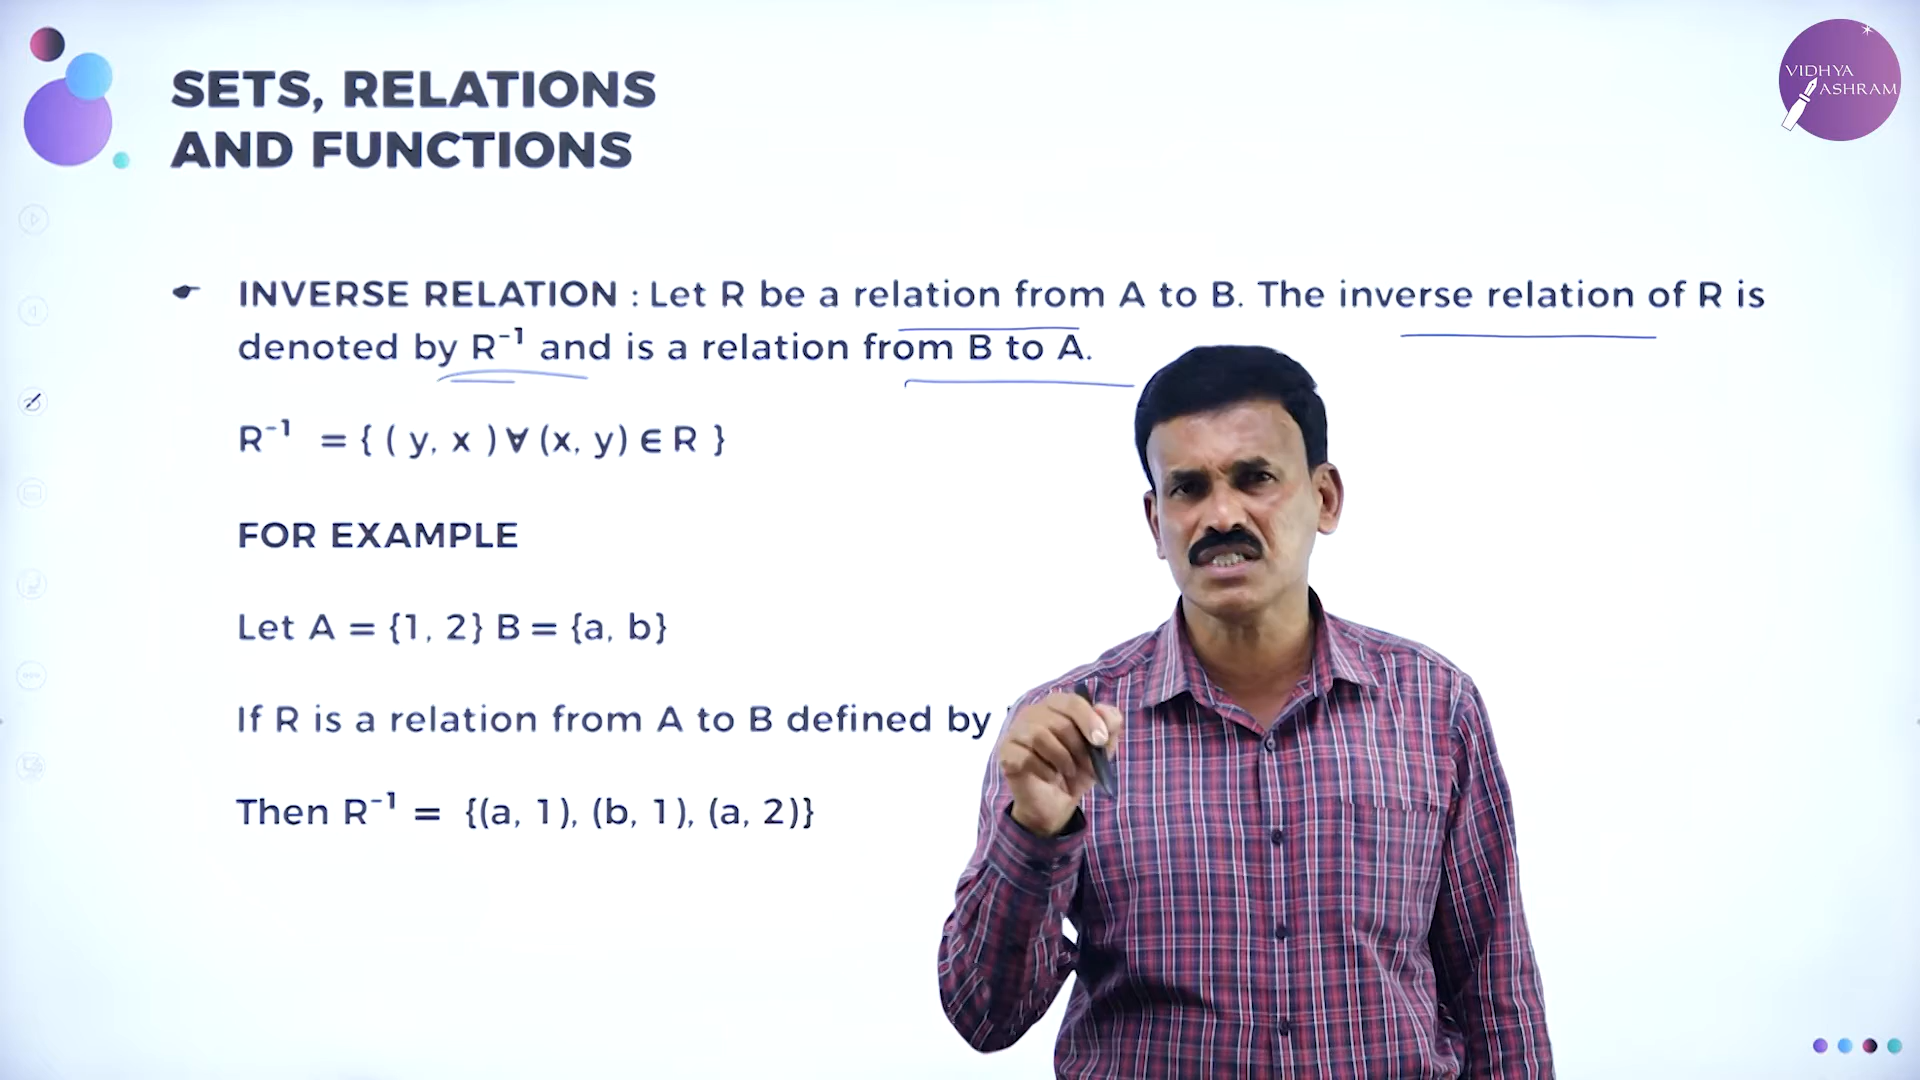 SETS, RELATIONS
AND FUNCTIONS
VIDHYA
ASHRAM
INVERSE RELATION : Let R be a relation from A to B. The inverse relation of R is
denoted by R⁻¹ and is a relation from B to A.
R⁻¹ = { ( y, x ) ∀ (x, y) ∈ R }
FOR EXAMPLE
Let A = {1, 2} B = {a, b}
If R is a relation from A to B defined by
Then R⁻¹ = {(a, 1), (b, 1), (a, 2)}